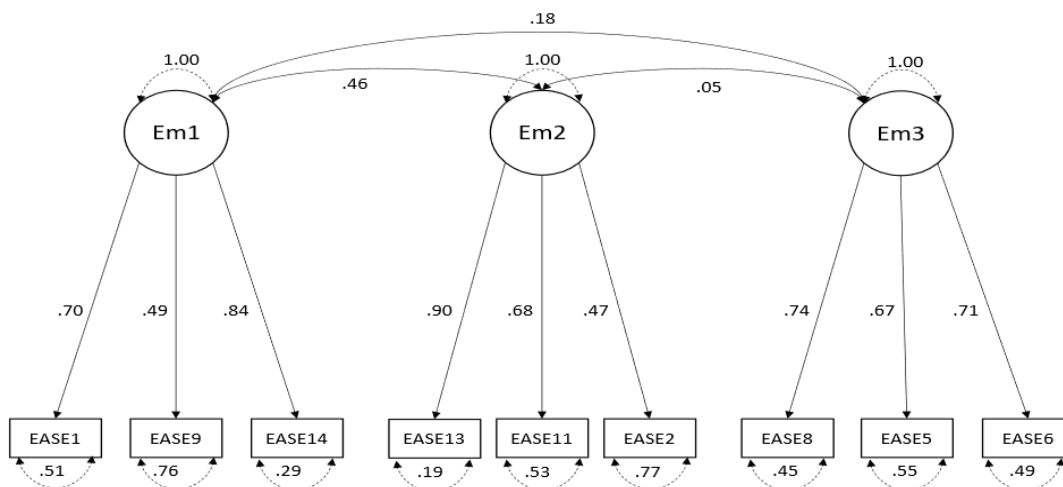 .18
1.00 1.00 1.00
.46 .05
Em1 Em2 Em3
.70 .49 .84 .90 .68 .47 .74 .67 .71
EASE1 EASE9 EASE14 EASE13 EASE11 EASE2 EASE8 EASE5 EASE6
.51 .76 .29 .19 .53 .77 .45 .55 .49